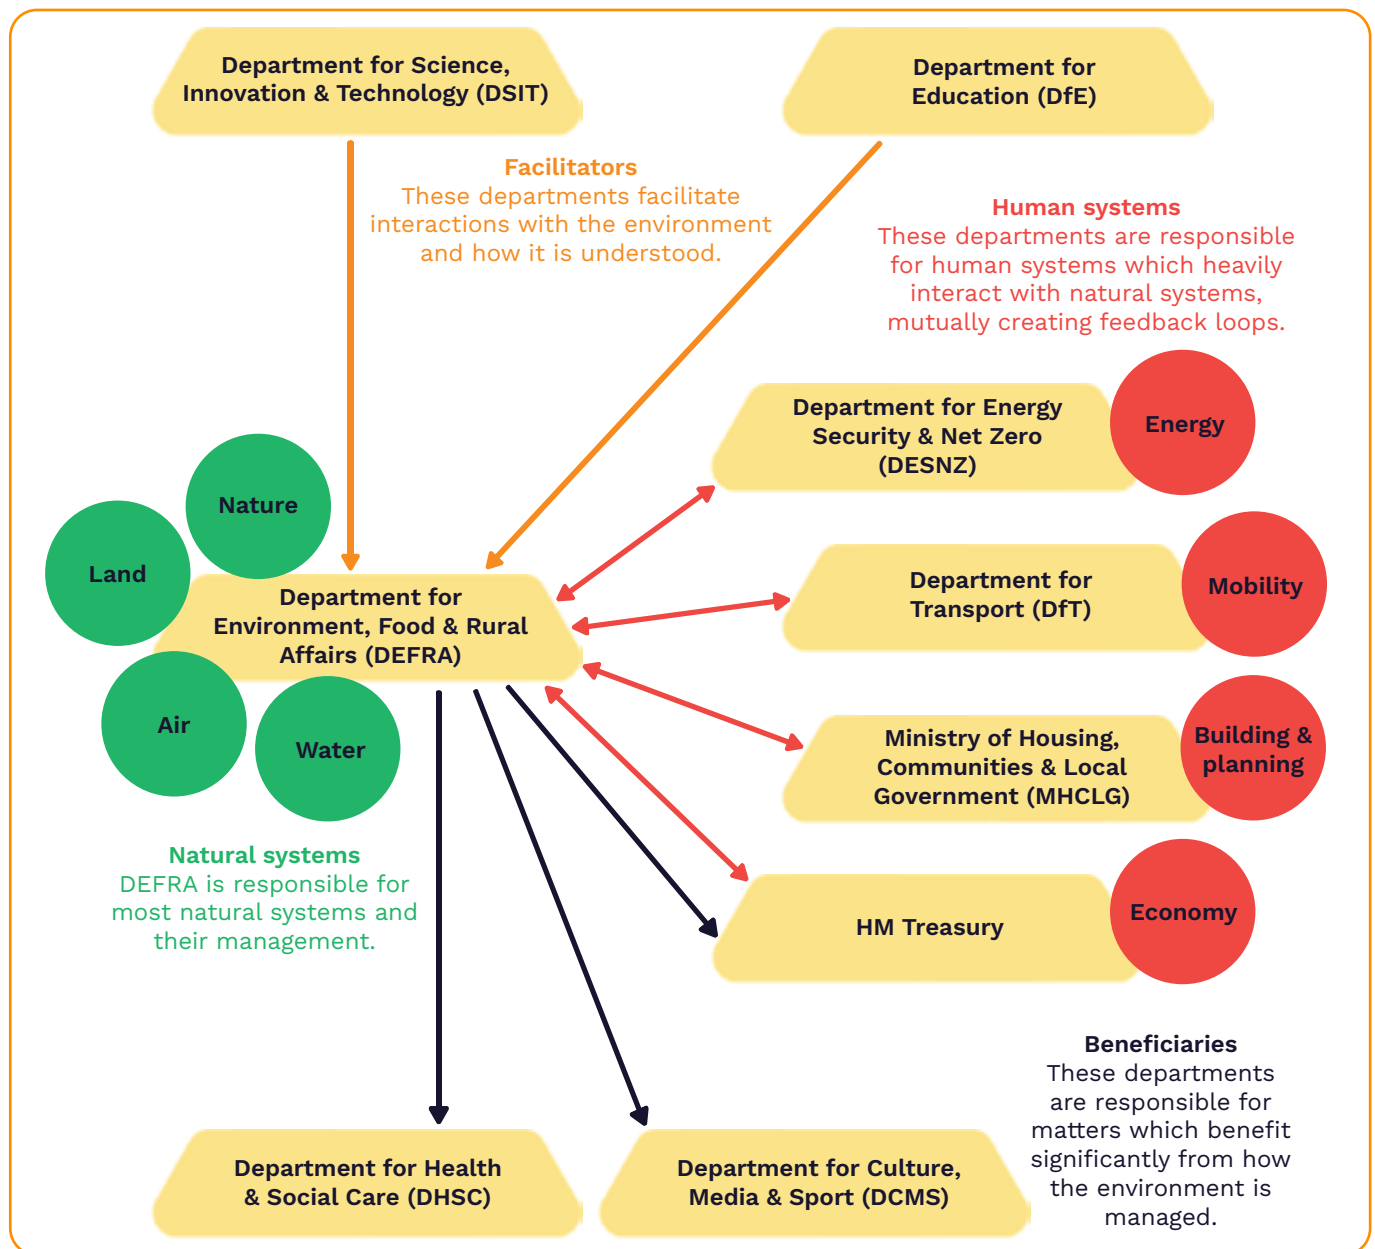 Department for Science,
Innovation & Technology (DSIT)
Department for
Education (DfE)
Facilitators
These departments facilitate
interactions with the environment
and how it is understood.
Human systems
These departments are responsible
for human systems which heavily
interact with natural systems,
mutually creating feedback loops.
Department for Energy
Security & Net Zero
(DESNZ)
Energy
Nature
Land
Department for
Transport (DfT)
Mobility
Department for
Environment, Food & Rural
Affairs (DEFRA)
Air
Water
Ministry of Housing,
Communities & Local
Government (MHCLG)
Building &
planning
Natural systems
DEFRA is responsible for
most natural systems and
their management.
HM Treasury
Economy
Beneficiaries
These departments
are responsible for
matters which benefit
significantly from how
the environment is
managed.
Department for Health
& Social Care (DHSC)
Department for Culture,
Media & Sport (DCMS)